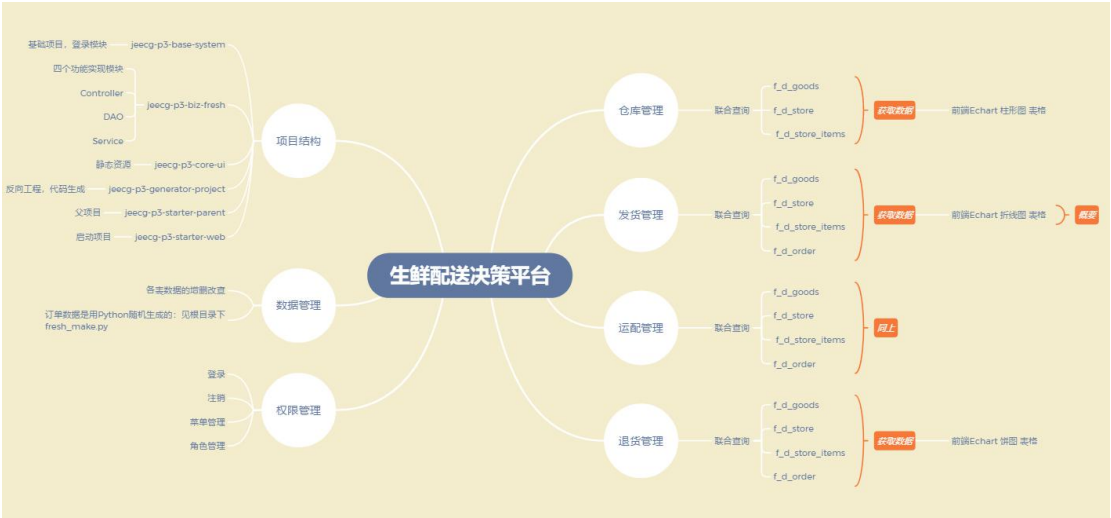 生鲜配送决策平台
项目结构
基础项目，登录模块
jeecg-p3-base-system
四个功能实现模块
Controller
DAO
Service
jeecg-p3-biz-fresh
静态资源
jeecg-p3-core-ui
反向工程，代码生成
jeecg-p3-generator-project
父项目
jeecg-p3-starter-parent
启动项目
jeecg-p3-starter-web
数据管理
各需数据的增删改查
订单数据是用Python随机生成的：见根目录下
fresh_make.py
权限管理
登录
注销
菜单管理
角色管理
仓库管理
联合查询
f_d_goods
f_d_store
f_d_store_items
获取数据
前端Echart 柱形图 表格
发货管理
联合查询
f_d_goods
f_d_store
f_d_store_items
f_d_order
获取数据
前端Echart 折线图 表格
概要
运配管理
联合查询
f_d_goods
f_d_store
f_d_store_items
f_d_order
同上
退货管理
联合查询
f_d_goods
f_d_store
f_d_store_items
f_d_order
获取数据
前端Echart 饼图 表格